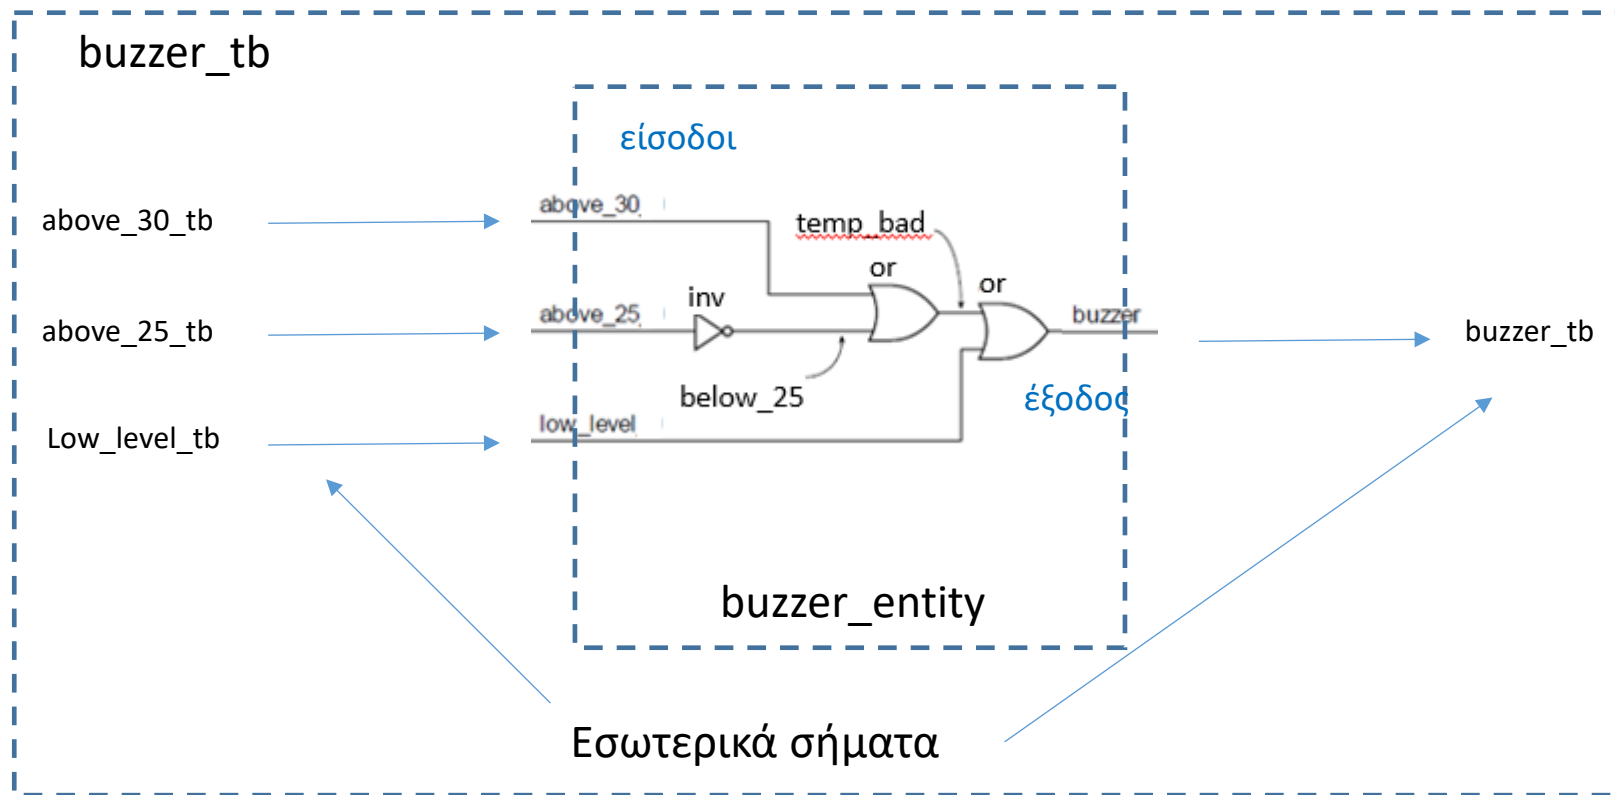 buzzer_tb
είσοδοι
above_30_tb
above_30
temp_bad
or
or
inv
above_25_tb
above_25
buzzer
buzzer_tb
below_25
έξοδος
Low_level_tb
low_level
buzzer_entity
Εσωτερικά σήματα